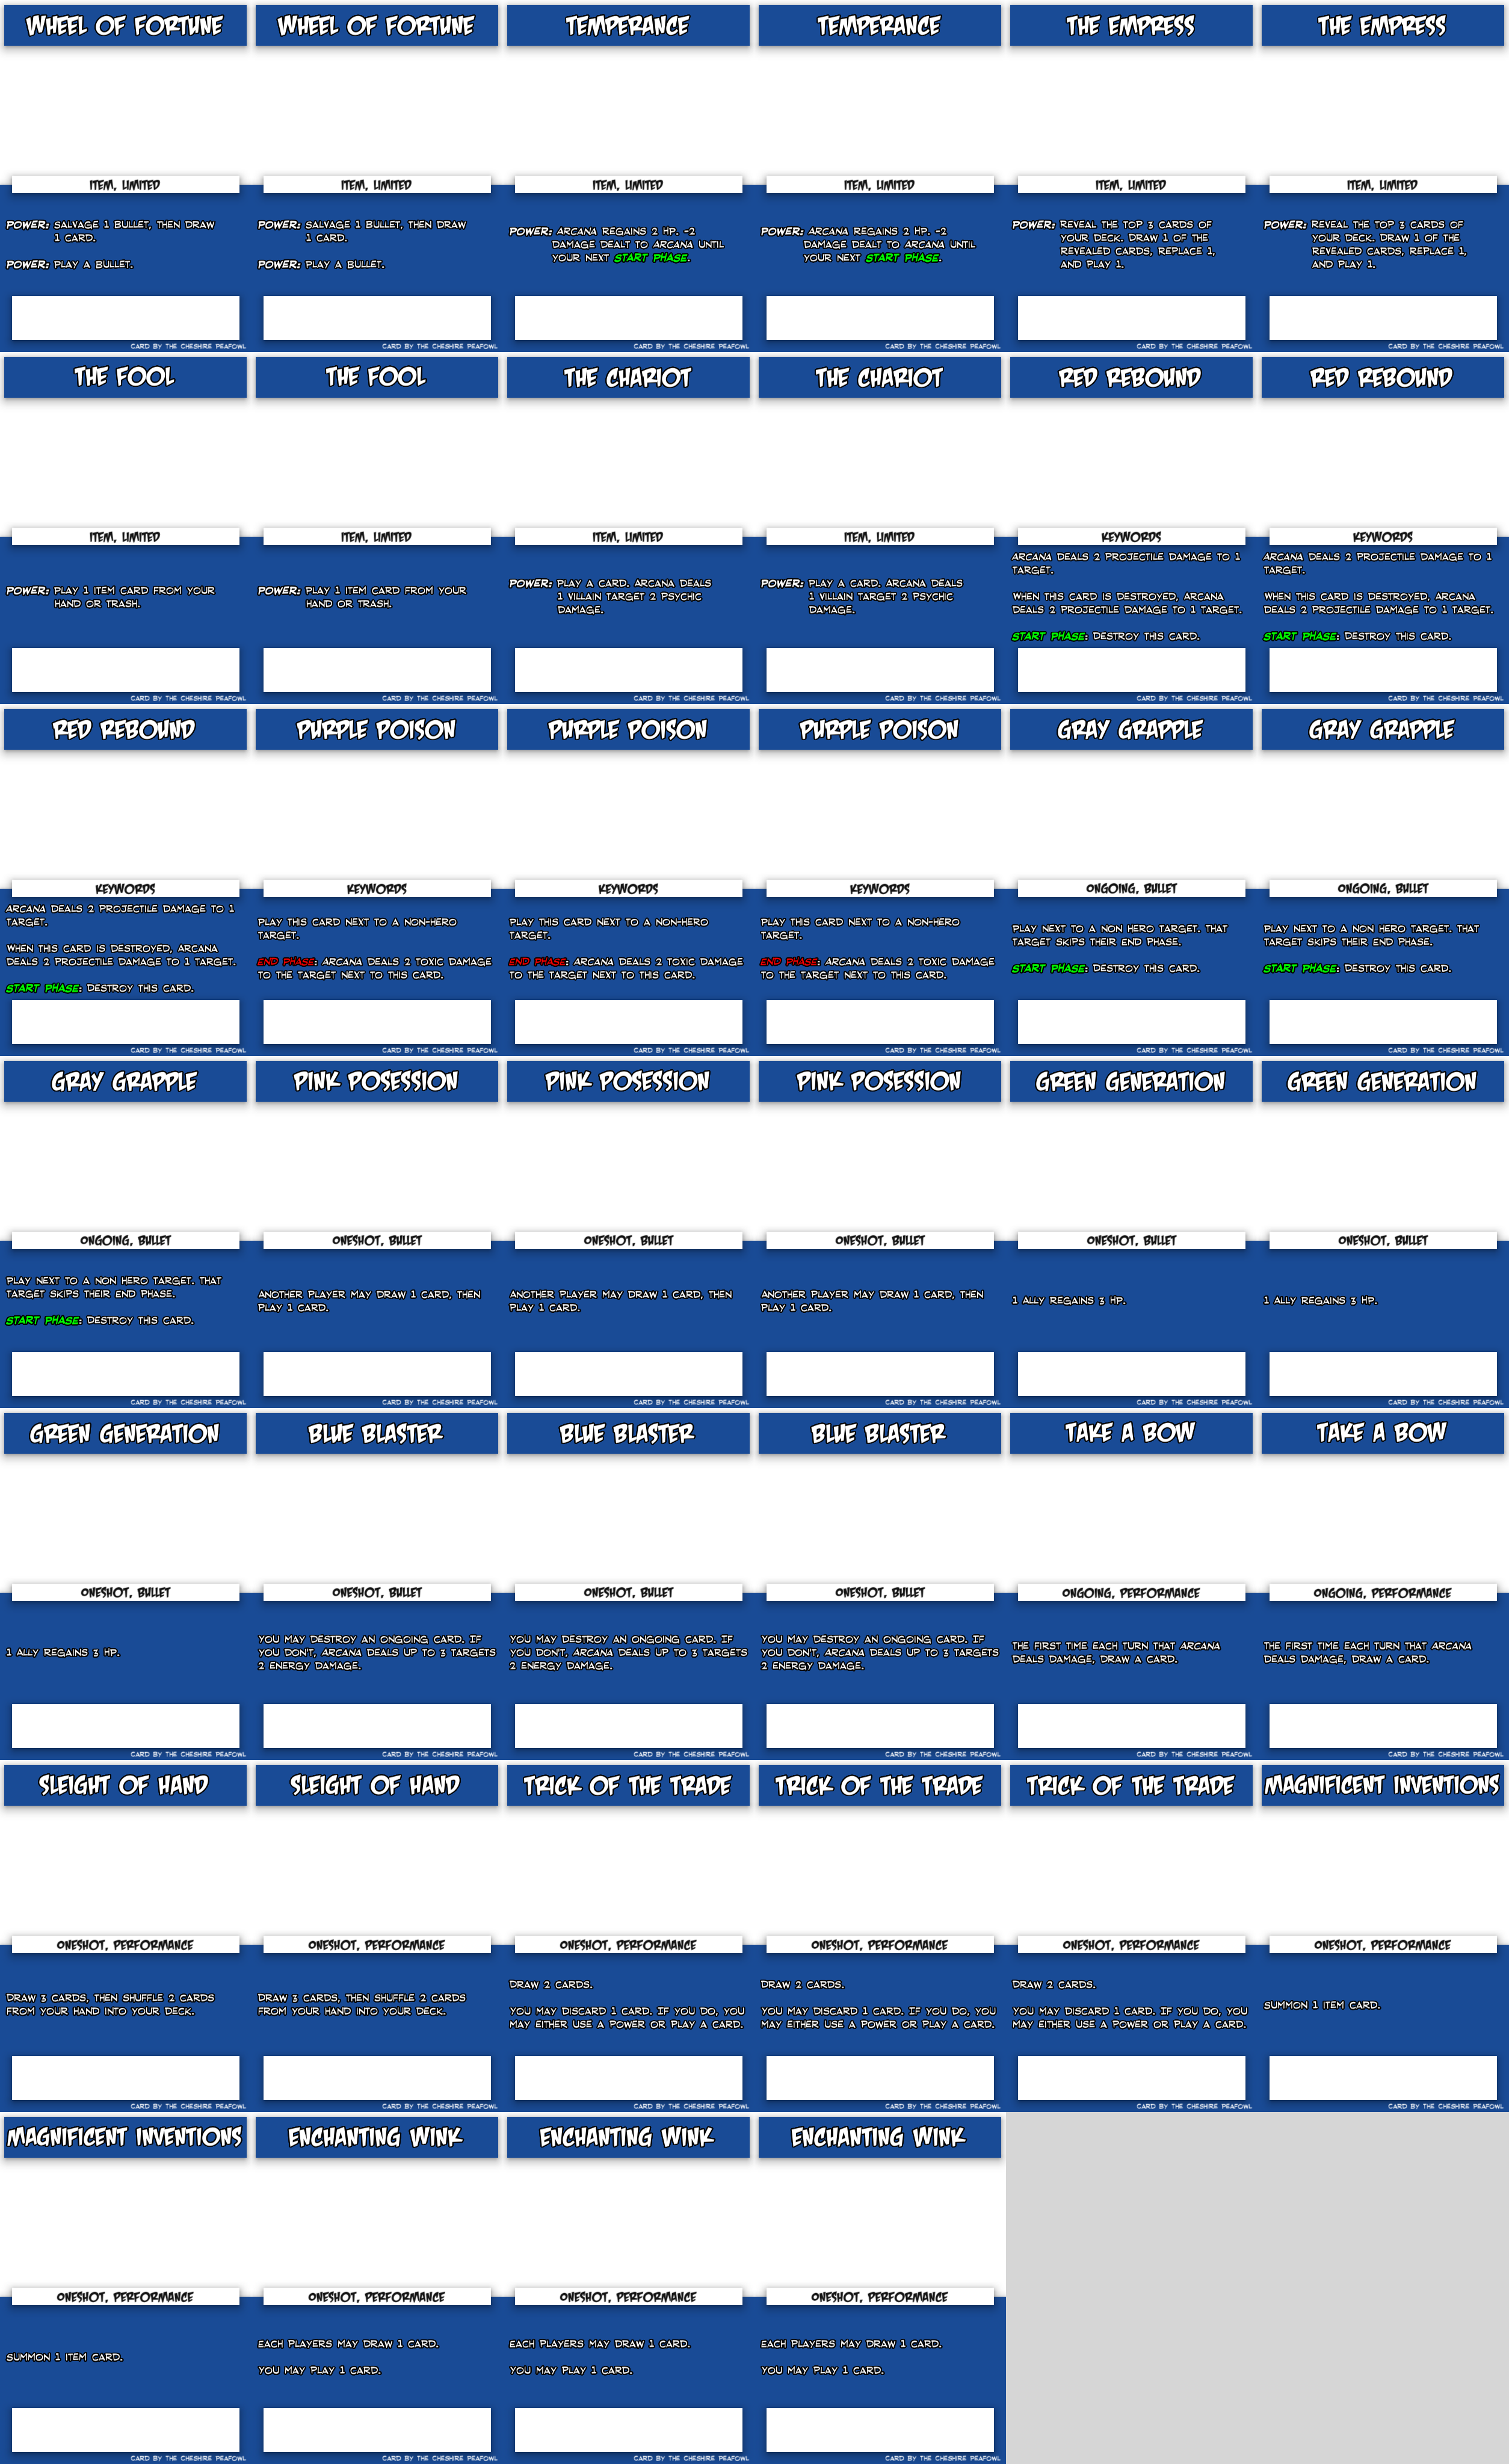 WHEEL OF FORTUNE
ITEM, LIMITED
POWER: SALVAGE 1 BULLET, THEN DRAW
1 CARD.
POWER: PLAY A BULLET.
CARD BY THE CHESHIRE PEAFOWL
WHEEL OF FORTUNE
ITEM, LIMITED
POWER: SALVAGE 1 BULLET, THEN DRAW
1 CARD.
POWER: PLAY A BULLET.
CARD BY THE CHESHIRE PEAFOWL
TEMPERANCE
ITEM, LIMITED
POWER: ARCANA REGAINS 2 HP. -2
DAMAGE DEALT TO ARCANA UNTIL
YOUR NEXT START PHASE.
CARD BY THE CHESHIRE PEAFOWL
TEMPERANCE
ITEM, LIMITED
POWER: ARCANA REGAINS 2 HP. -2
DAMAGE DEALT TO ARCANA UNTIL
YOUR NEXT START PHASE.
CARD BY THE CHESHIRE PEAFOWL
THE EMPRESS
ITEM, LIMITED
POWER: REVEAL THE TOP 3 CARDS OF
YOUR DECK. DRAW 1 OF THE
REVEALED CARDS, REPLACE 1,
AND PLAY 1.
CARD BY THE CHESHIRE PEAFOWL
THE EMPRESS
ITEM, LIMITED
POWER: REVEAL THE TOP 3 CARDS OF
YOUR DECK. DRAW 1 OF THE
REVEALED CARDS, REPLACE 1,
AND PLAY 1.
CARD BY THE CHESHIRE PEAFOWL
THE FOOL
ITEM, LIMITED
POWER: PLAY 1 ITEM CARD FROM YOUR
HAND OR TRASH.
CARD BY THE CHESHIRE PEAFOWL
THE FOOL
ITEM, LIMITED
POWER: PLAY 1 ITEM CARD FROM YOUR
HAND OR TRASH.
CARD BY THE CHESHIRE PEAFOWL
THE CHARIOT
ITEM, LIMITED
POWER: PLAY A CARD. ARCANA DEALS
1 VILLAIN TARGET 2 PSYCHIC
DAMAGE.
CARD BY THE CHESHIRE PEAFOWL
THE CHARIOT
ITEM, LIMITED
POWER: PLAY A CARD. ARCANA DEALS
1 VILLAIN TARGET 2 PSYCHIC
DAMAGE.
CARD BY THE CHESHIRE PEAFOWL
RED REBOUND
KEYWORDS
ARCANA DEALS 2 PROJECTILE DAMAGE TO 1
TARGET.
WHEN THIS CARD IS DESTROYED, ARCANA
DEALS 2 PROJECTILE DAMAGE TO 1 TARGET.
START PHASE: DESTROY THIS CARD.
CARD BY THE CHESHIRE PEAFOWL
RED REBOUND
KEYWORDS
ARCANA DEALS 2 PROJECTILE DAMAGE TO 1
TARGET.
WHEN THIS CARD IS DESTROYED, ARCANA
DEALS 2 PROJECTILE DAMAGE TO 1 TARGET.
START PHASE: DESTROY THIS CARD.
CARD BY THE CHESHIRE PEAFOWL
RED REBOUND
KEYWORDS
ARCANA DEALS 2 PROJECTILE DAMAGE TO 1
TARGET.
WHEN THIS CARD IS DESTROYED, ARCANA
DEALS 2 PROJECTILE DAMAGE TO 1 TARGET.
START PHASE: DESTROY THIS CARD.
CARD BY THE CHESHIRE PEAFOWL
PURPLE POISON
KEYWORDS
PLAY THIS CARD NEXT TO A NON-HERO
TARGET.
END PHASE: ARCANA DEALS 2 TOXIC DAMAGE
TO THE TARGET NEXT TO THIS CARD.
CARD BY THE CHESHIRE PEAFOWL
PURPLE POISON
KEYWORDS
PLAY THIS CARD NEXT TO A NON-HERO
TARGET.
END PHASE: ARCANA DEALS 2 TOXIC DAMAGE
TO THE TARGET NEXT TO THIS CARD.
CARD BY THE CHESHIRE PEAFOWL
PURPLE POISON
KEYWORDS
PLAY THIS CARD NEXT TO A NON-HERO
TARGET.
END PHASE: ARCANA DEALS 2 TOXIC DAMAGE
TO THE TARGET NEXT TO THIS CARD.
CARD BY THE CHESHIRE PEAFOWL
GRAY GRAPPLE
ONGOING, BULLET
PLAY NEXT TO A NON HERO TARGET. THAT
TARGET SKIPS THEIR END PHASE.
START PHASE: DESTROY THIS CARD.
CARD BY THE CHESHIRE PEAFOWL
GRAY GRAPPLE
ONGOING, BULLET
PLAY NEXT TO A NON HERO TARGET. THAT
TARGET SKIPS THEIR END PHASE.
START PHASE: DESTROY THIS CARD.
CARD BY THE CHESHIRE PEAFOWL
GRAY GRAPPLE
ONGOING, BULLET
PLAY NEXT TO A NON HERO TARGET. THAT
TARGET SKIPS THEIR END PHASE.
START PHASE: DESTROY THIS CARD.
CARD BY THE CHESHIRE PEAFOWL
PINK POSESSION
ONESHOT, BULLET
ANOTHER PLAYER MAY DRAW 1 CARD, THEN
PLAY 1 CARD.
CARD BY THE CHESHIRE PEAFOWL
PINK POSESSION
ONESHOT, BULLET
ANOTHER PLAYER MAY DRAW 1 CARD, THEN
PLAY 1 CARD.
CARD BY THE CHESHIRE PEAFOWL
PINK POSESSION
ONESHOT, BULLET
ANOTHER PLAYER MAY DRAW 1 CARD, THEN
PLAY 1 CARD.
CARD BY THE CHESHIRE PEAFOWL
GREEN GENERATION
ONESHOT, BULLET
1 ALLY REGAINS 3 HP.
CARD BY THE CHESHIRE PEAFOWL
GREEN GENERATION
ONESHOT, BULLET
1 ALLY REGAINS 3 HP.
CARD BY THE CHESHIRE PEAFOWL
GREEN GENERATION
ONESHOT, BULLET
1 ALLY REGAINS 3 HP.
CARD BY THE CHESHIRE PEAFOWL
BLUE BLASTER
ONESHOT, BULLET
YOU MAY DESTROY AN ONGOING CARD. IF
YOU DON'T, ARCANA DEALS UP TO 3 TARGETS
2 ENERGY DAMAGE.
CARD BY THE CHESHIRE PEAFOWL
BLUE BLASTER
ONESHOT, BULLET
YOU MAY DESTROY AN ONGOING CARD. IF
YOU DON'T, ARCANA DEALS UP TO 3 TARGETS
2 ENERGY DAMAGE.
CARD BY THE CHESHIRE PEAFOWL
BLUE BLASTER
ONESHOT, BULLET
YOU MAY DESTROY AN ONGOING CARD. IF
YOU DON'T, ARCANA DEALS UP TO 3 TARGETS
2 ENERGY DAMAGE.
CARD BY THE CHESHIRE PEAFOWL
TAKE A BOW
ONGOING, PERFORMANCE
THE FIRST TIME EACH TURN THAT ARCANA
DEALS DAMAGE, DRAW A CARD.
CARD BY THE CHESHIRE PEAFOWL
TAKE A BOW
ONGOING, PERFORMANCE
THE FIRST TIME EACH TURN THAT ARCANA
DEALS DAMAGE, DRAW A CARD.
CARD BY THE CHESHIRE PEAFOWL
SLEIGHT OF HAND
ONESHOT, PERFORMANCE
DRAW 3 CARDS, THEN SHUFFLE 2 CARDS
FROM YOUR HAND INTO YOUR DECK.
CARD BY THE CHESHIRE PEAFOWL
SLEIGHT OF HAND
ONESHOT, PERFORMANCE
DRAW 3 CARDS, THEN SHUFFLE 2 CARDS
FROM YOUR HAND INTO YOUR DECK.
CARD BY THE CHESHIRE PEAFOWL
TRICK OF THE TRADE
ONESHOT, PERFORMANCE
DRAW 2 CARDS.
YOU MAY DISCARD 1 CARD. IF YOU DO, YOU
MAY EITHER USE A POWER OR PLAY A CARD.
CARD BY THE CHESHIRE PEAFOWL
TRICK OF THE TRADE
ONESHOT, PERFORMANCE
DRAW 2 CARDS.
YOU MAY DISCARD 1 CARD. IF YOU DO, YOU
MAY EITHER USE A POWER OR PLAY A CARD.
CARD BY THE CHESHIRE PEAFOWL
TRICK OF THE TRADE
ONESHOT, PERFORMANCE
DRAW 2 CARDS.
YOU MAY DISCARD 1 CARD. IF YOU DO, YOU
MAY EITHER USE A POWER OR PLAY A CARD.
CARD BY THE CHESHIRE PEAFOWL
MAGNIFICENT INVENTIONS
ONESHOT, PERFORMANCE
SUMMON 1 ITEM CARD.
CARD BY THE CHESHIRE PEAFOWL
MAGNIFICENT INVENTIONS
ONESHOT, PERFORMANCE
SUMMON 1 ITEM CARD.
CARD BY THE CHESHIRE PEAFOWL
ENCHANTING WINK
ONESHOT, PERFORMANCE
EACH PLAYERS MAY DRAW 1 CARD.
YOU MAY PLAY 1 CARD.
CARD BY THE CHESHIRE PEAFOWL
ENCHANTING WINK
ONESHOT, PERFORMANCE
EACH PLAYERS MAY DRAW 1 CARD.
YOU MAY PLAY 1 CARD.
CARD BY THE CHESHIRE PEAFOWL
ENCHANTING WINK
ONESHOT, PERFORMANCE
EACH PLAYERS MAY DRAW 1 CARD.
YOU MAY PLAY 1 CARD.
CARD BY THE CHESHIRE PEAFOWL